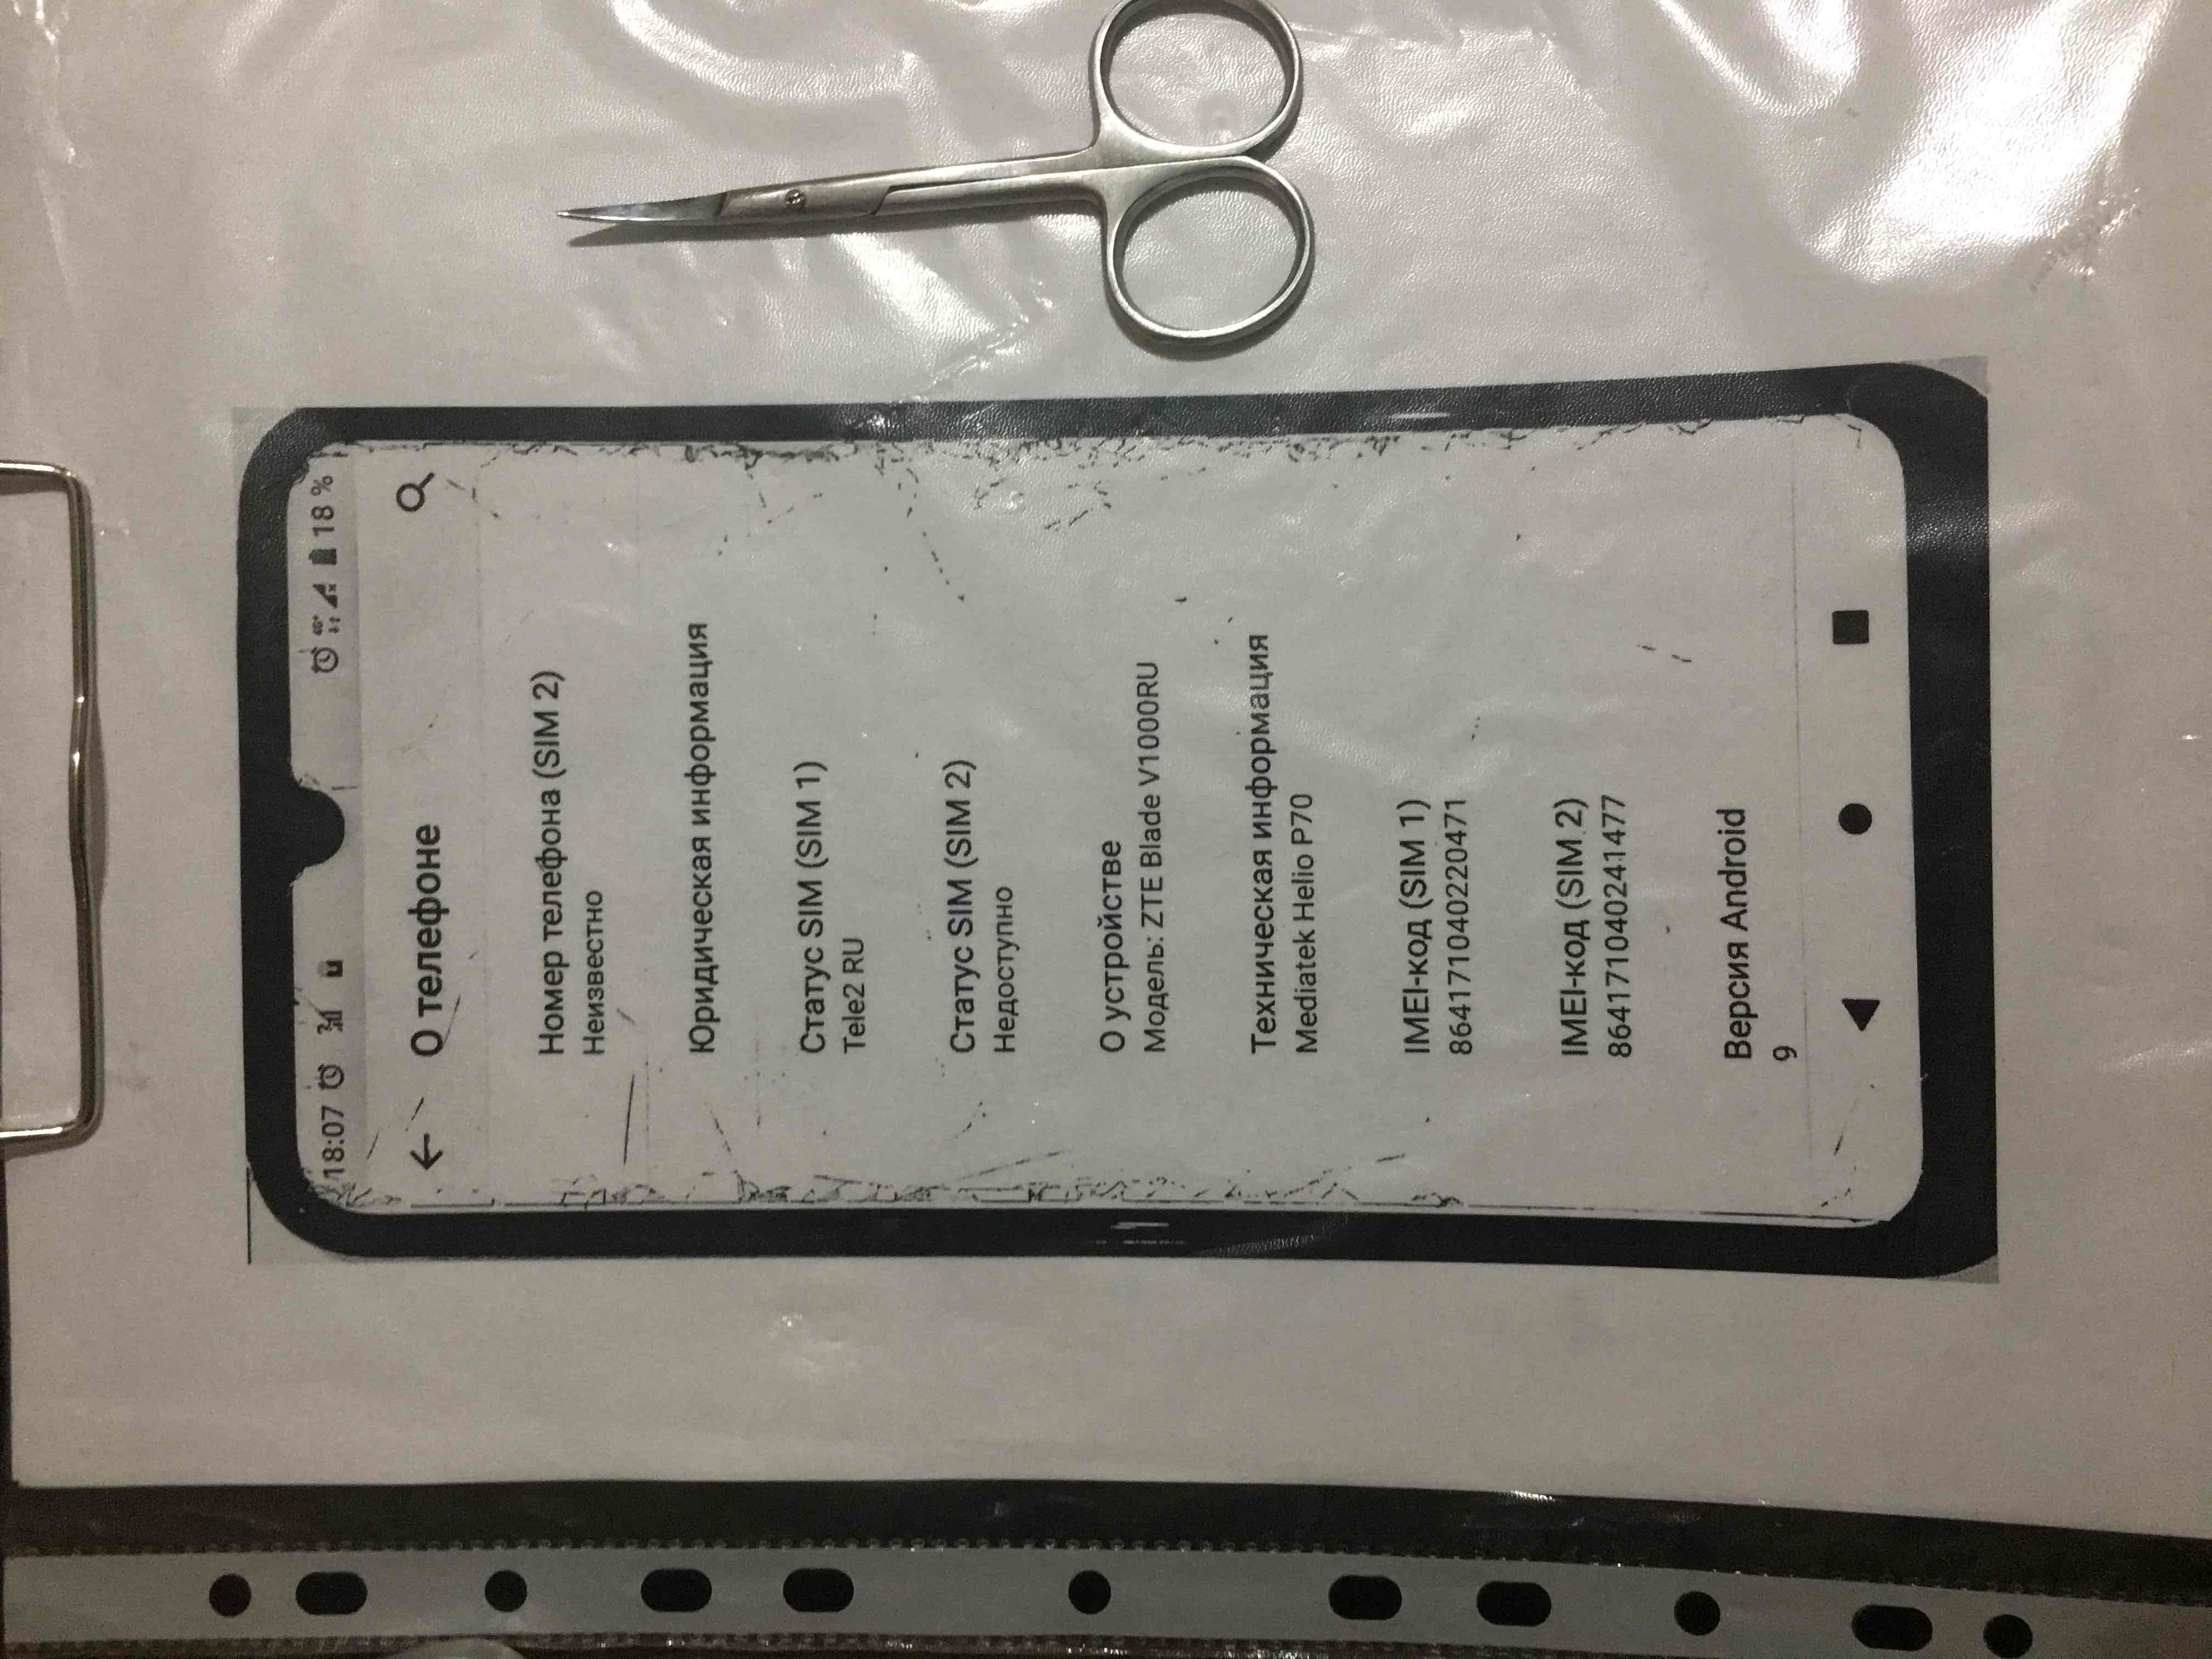 18:07
18 %
О телефоне
Номер телефона (SIM 2)
Неизвестно
Юридическая информация
Статус SIM (SIM 1)
Tele2 RU
Статус SIM (SIM 2)
Недоступно
О устройстве
Модель: ZTE Blade V1000RU
Техническая информация
Mediatek Helio P70
IMEI-код (SIM 1)
864171040220471
IMEI-код (SIM 2)
864171040241477
Версия Android
9